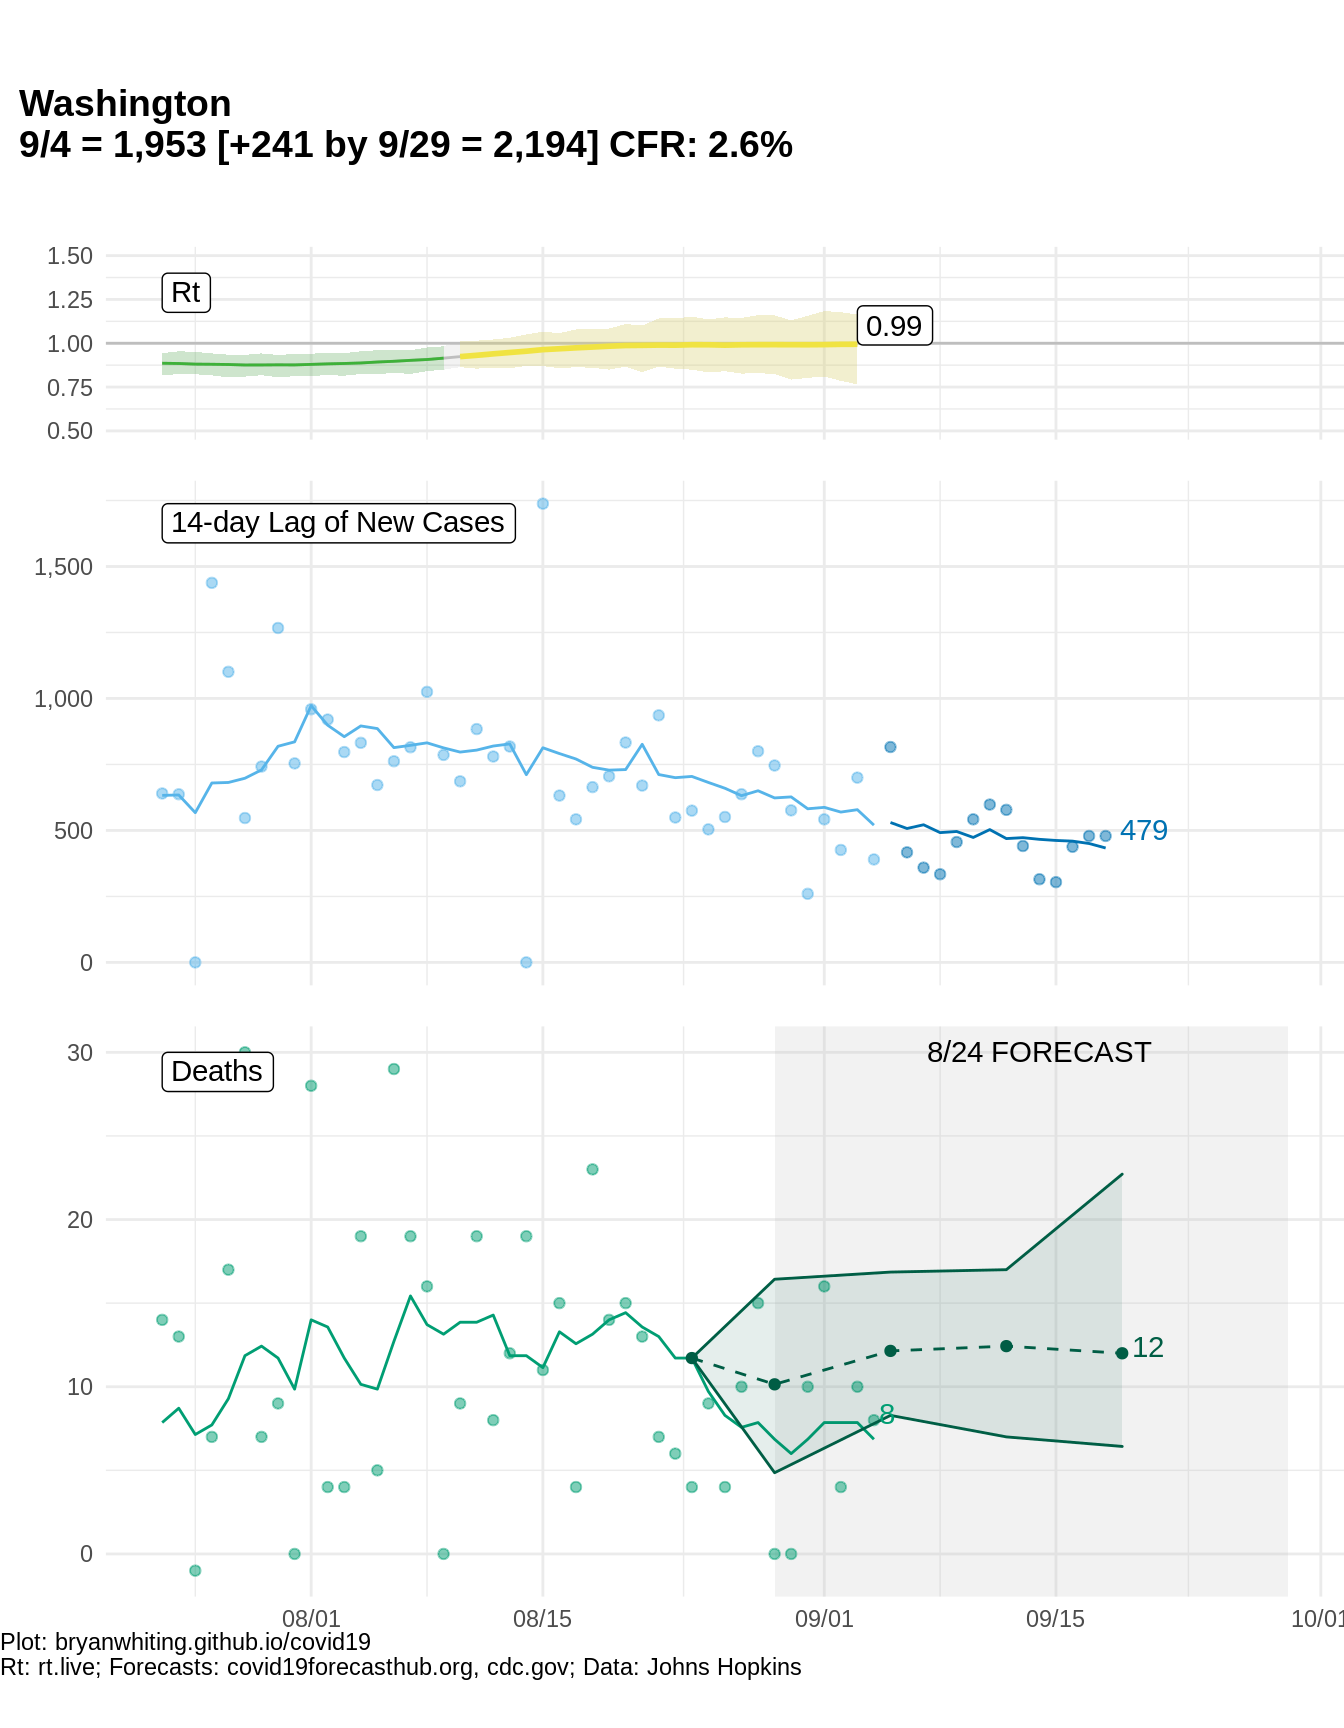 Washington
9/4 = 1,953 [+241 by 9/29 = 2,194] CFR: 2.6%
1.50
1.25
1.00
0.75
0.50
Rt
0.99
14-day Lag of New Cases
1,500
1,000
500
0
479
30
20
10
0
Deaths
8/24 FORECAST
12
8
08/01 08/15 09/01 09/15 10/01
Plot: bryanwhiting.github.io/covid19
Rt: rt.live; Forecasts: covid19forecasthub.org, cdc.gov; Data: Johns Hopkins